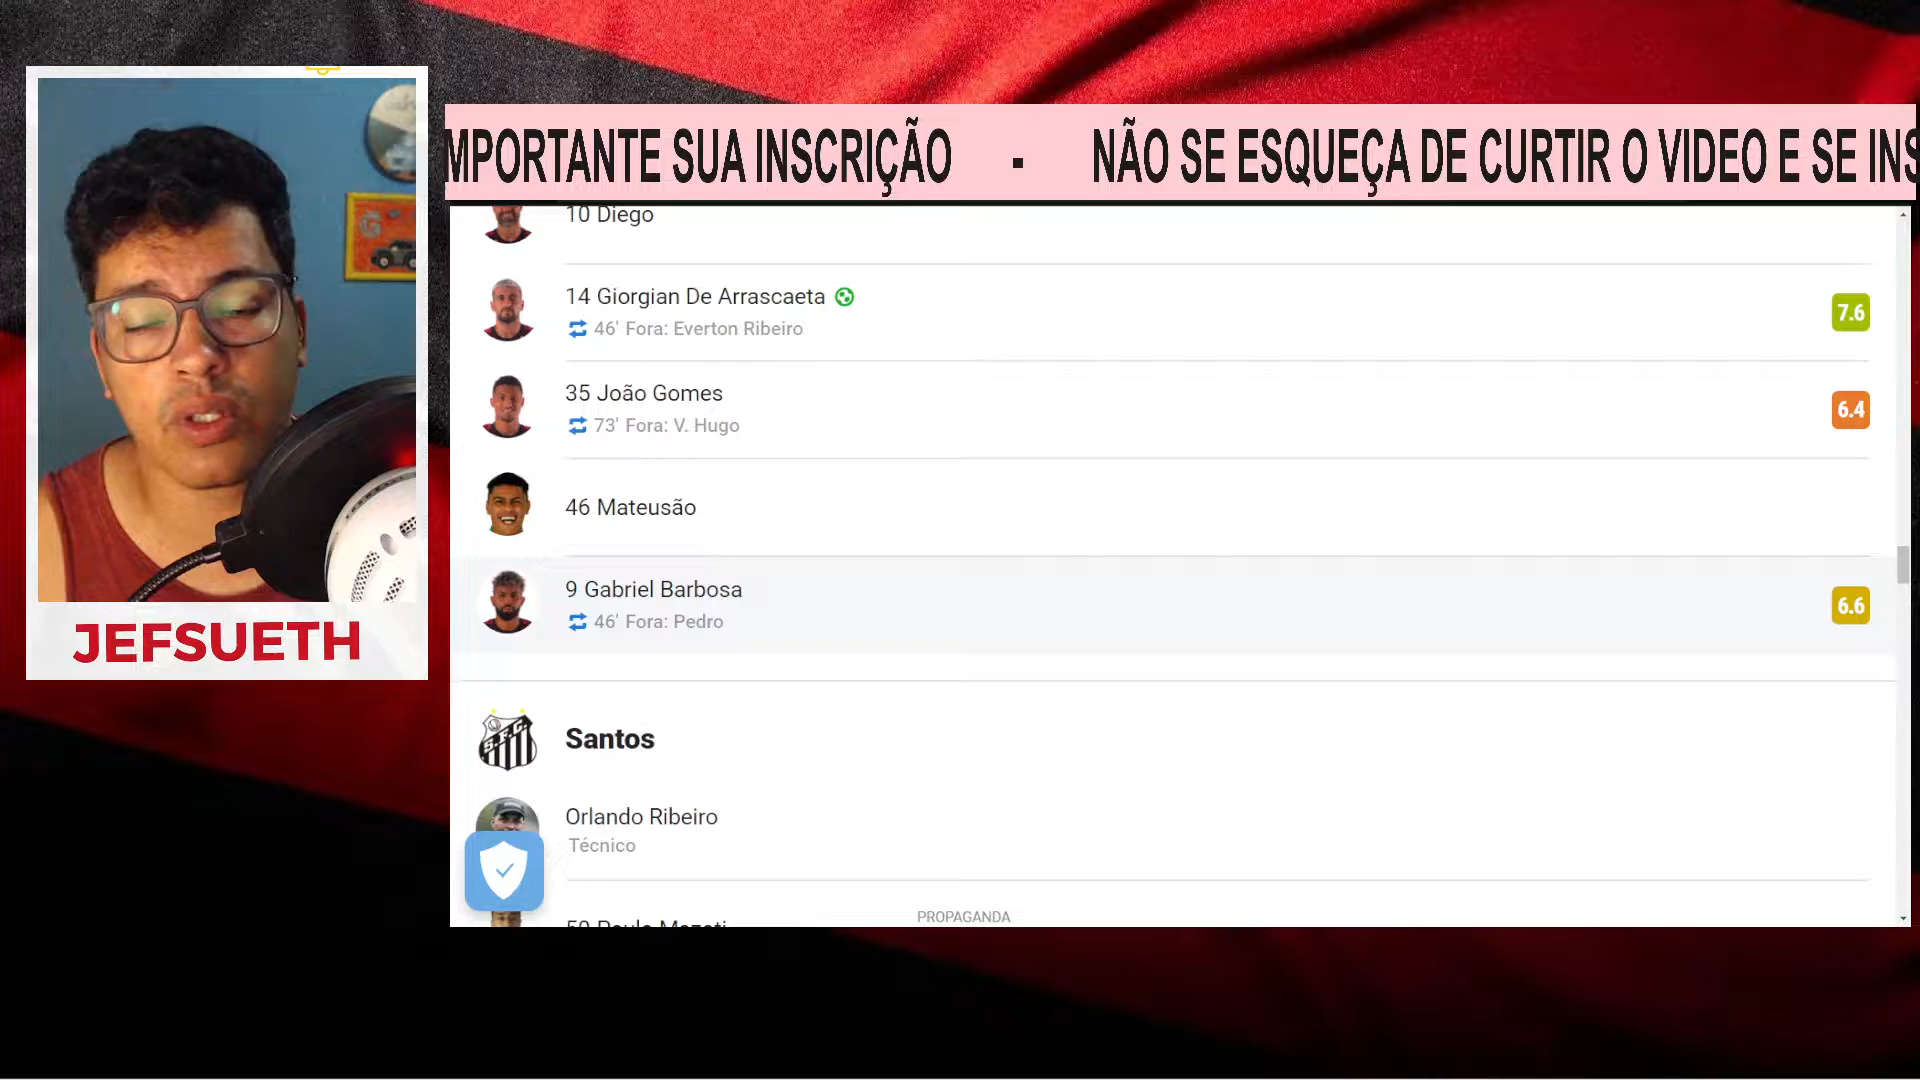 MPORTANTE SUA INSCRIÇÃO - NÃO SE ESQUEÇA DE CURTIR O VIDEO E SE INS
10 Diego
14 Giorgian De Arrascaeta
46' Fora: Everton Ribeiro
7.6
35 João Gomes
73' Fora: V. Hugo
6.4
46 Mateusão
9 Gabriel Barbosa
46' Fora: Pedro
6.6
JEFSUETH
Santos
Orlando Ribeiro
Técnico
PROPAGANDA